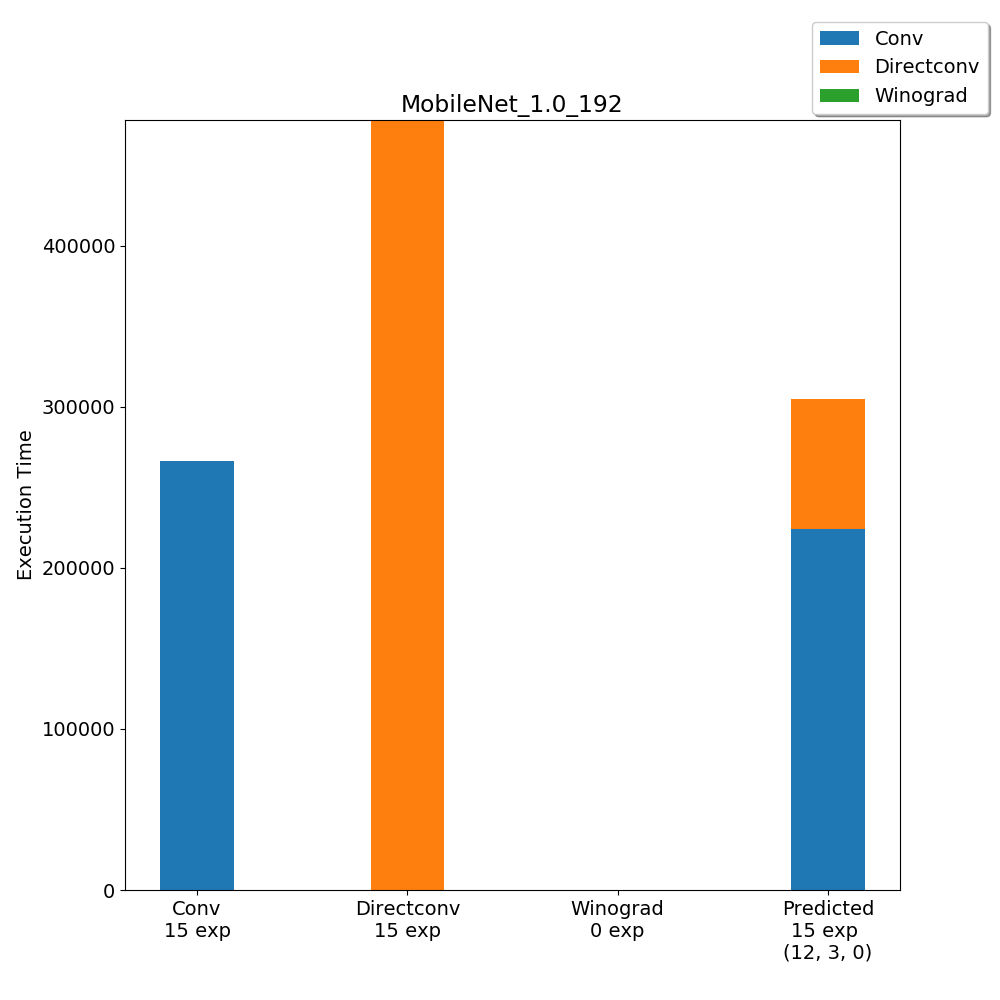 Conv
Directconv
Winograd
MobileNet_1.0_192
Execution Time
400000
300000
200000
100000
0
Conv
15 exp
Directconv
15 exp
Winograd
0 exp
Predicted
15 exp
(12, 3, 0)